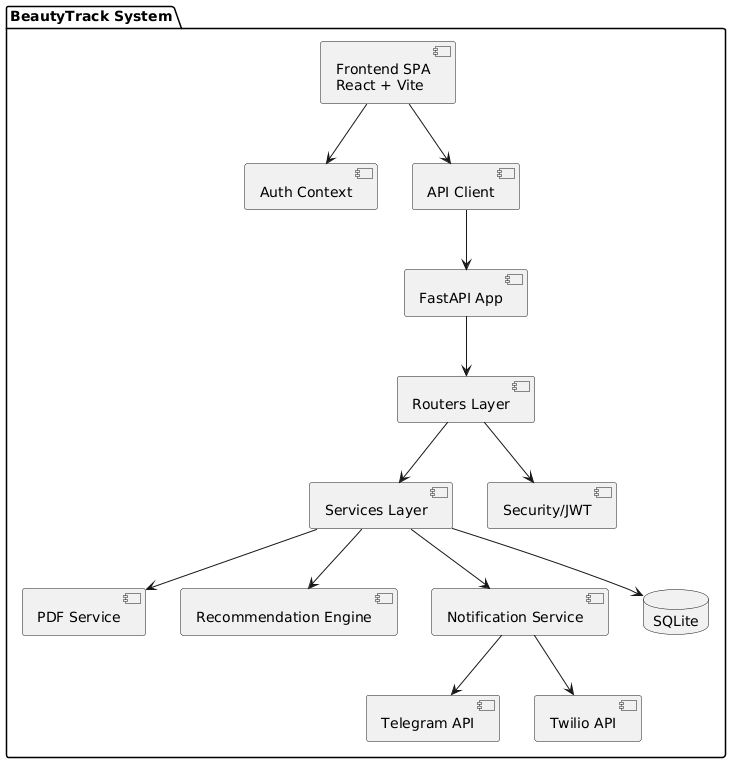 BeautyTrack System
Frontend SPA
React + Vite
Auth Context
API Client
FastAPI App
Routers Layer
Services Layer
Security/JWT
PDF Service
Recommendation Engine
Notification Service
SQLite
Telegram API
Twilio API